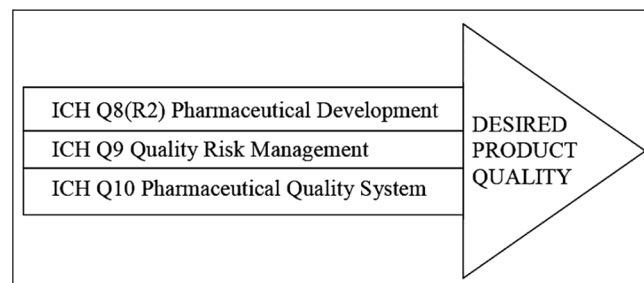 ICH Q8(R2) Pharmaceutical Development
ICH Q9 Quality Risk Management
ICH Q10 Pharmaceutical Quality System
DESIRED
PRODUCT
QUALITY